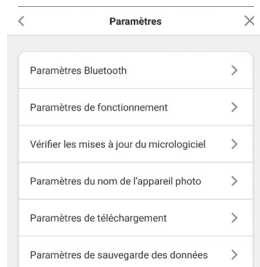 Paramètres
Paramètres Bluetooth
Paramètres de fonctionnement
Vérifier les mises à jour du micrologiciel
Paramètres du nom de l'appareil photo
Paramètres de téléchargement
Paramètres de sauvegarde des données